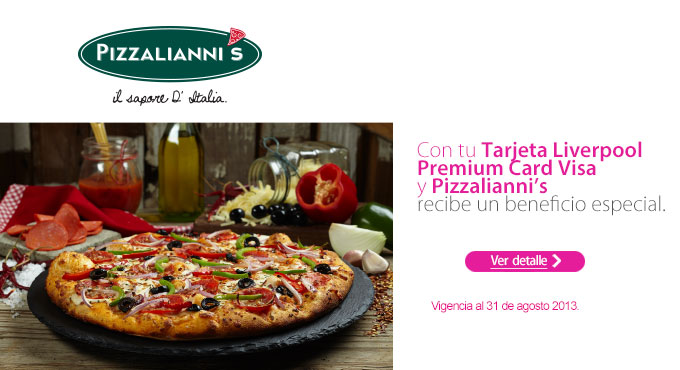 PIZZALIANNI'S
il sapore D' Italia.
Con tu Tarjeta Liverpool
Premium Card Visa
y Pizzalianni's
recibe un beneficio especial.
Ver detalle
Vigencia al 31 de agosto 2013.